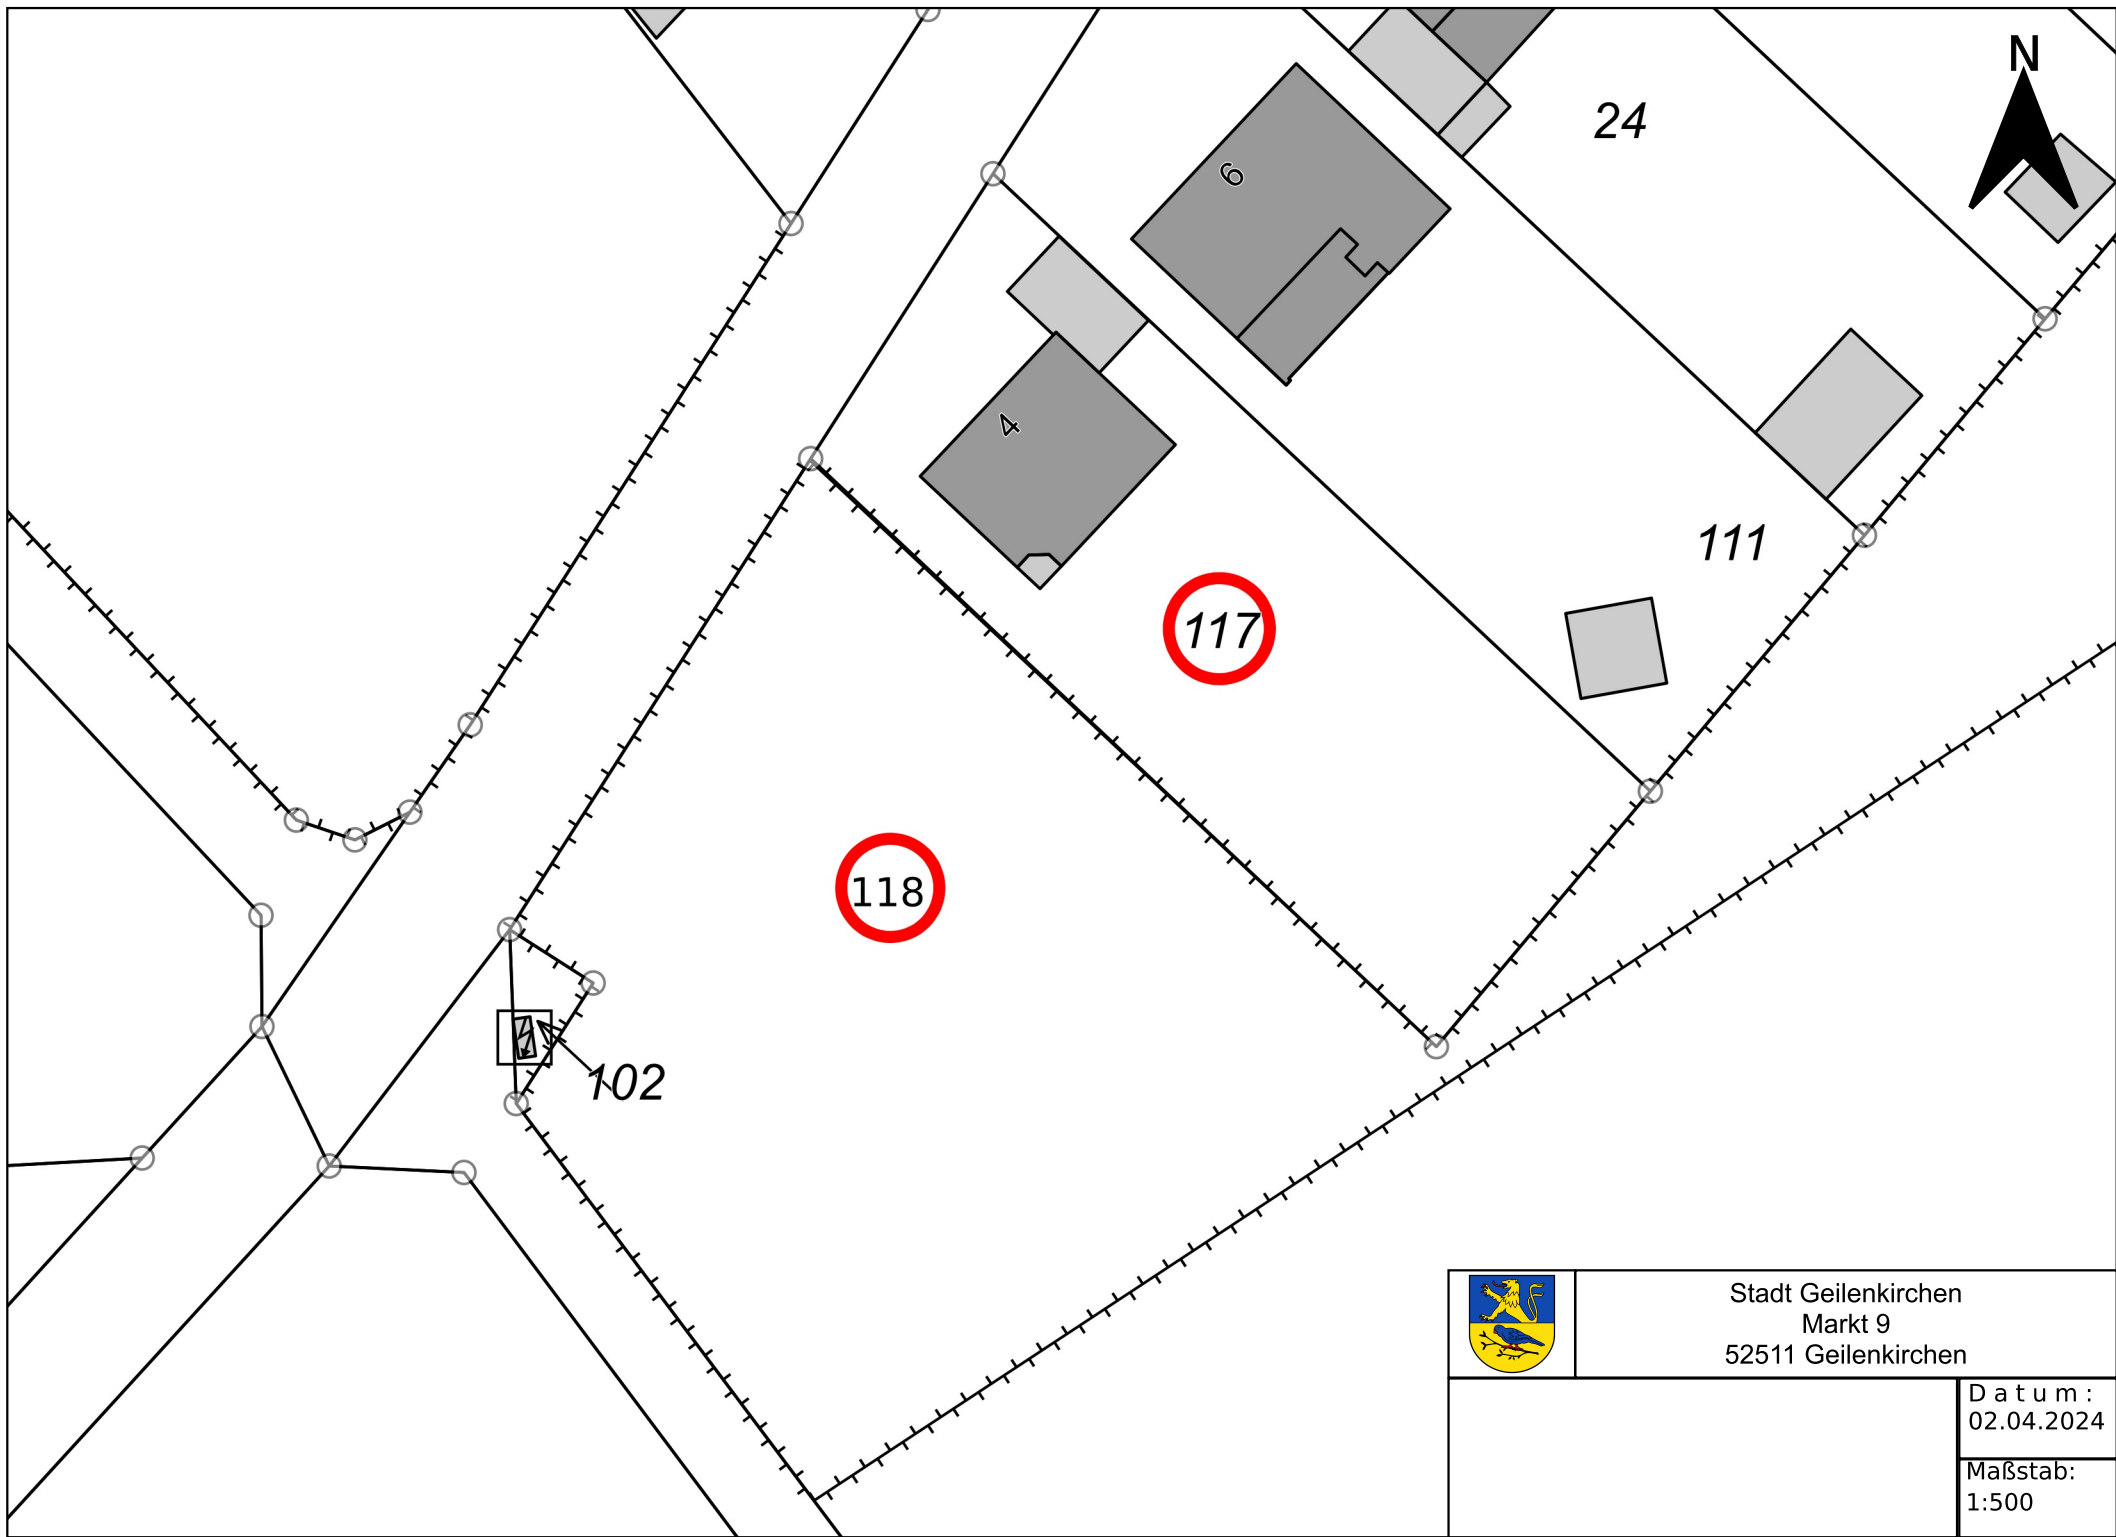 N
24
6
4
111
117
118
102
Stadt Geilenkirchen
Markt 9
52511 Geilenkirchen
Datum:
02.04.2024
Maßstab:
1:500